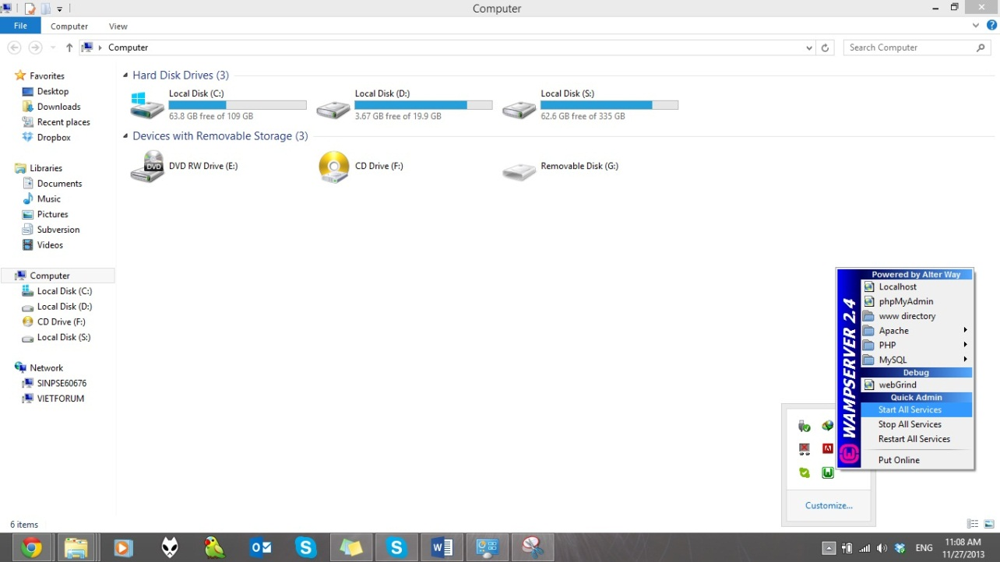 Computer
File
Computer
View
Computer
Search Computer
Favorites
Desktop
Downloads
Recent places
Dropbox
Libraries
Documents
Music
Pictures
Subversion
Videos
Computer
Local Disk (C:)
Local Disk (D:)
CD Drive (F:)
Local Disk (S:)
Network
SINPSE60676
VIETFORUM
Hard Disk Drives (3)
Local Disk (C:)
63.8 GB free of 109 GB
Local Disk (D:)
3.67 GB free of 19.9 GB
Local Disk (S:)
62.6 GB free of 335 GB
Devices with Removable Storage (3)
DVD
DVD RW Drive (E:)
CD Drive (F:)
Removable Disk (G:)
WAMPSERVER 2.4
Powered by Alter Way
Localhost
phpMyAdmin
www directory
Apache
PHP
MySQL
Debug
webGrind
Quick Admin
Start All Services
Stop All Services
Restart All Services
Put Online
Customize...
6 items
ENG
11:08 AM
11/27/2013